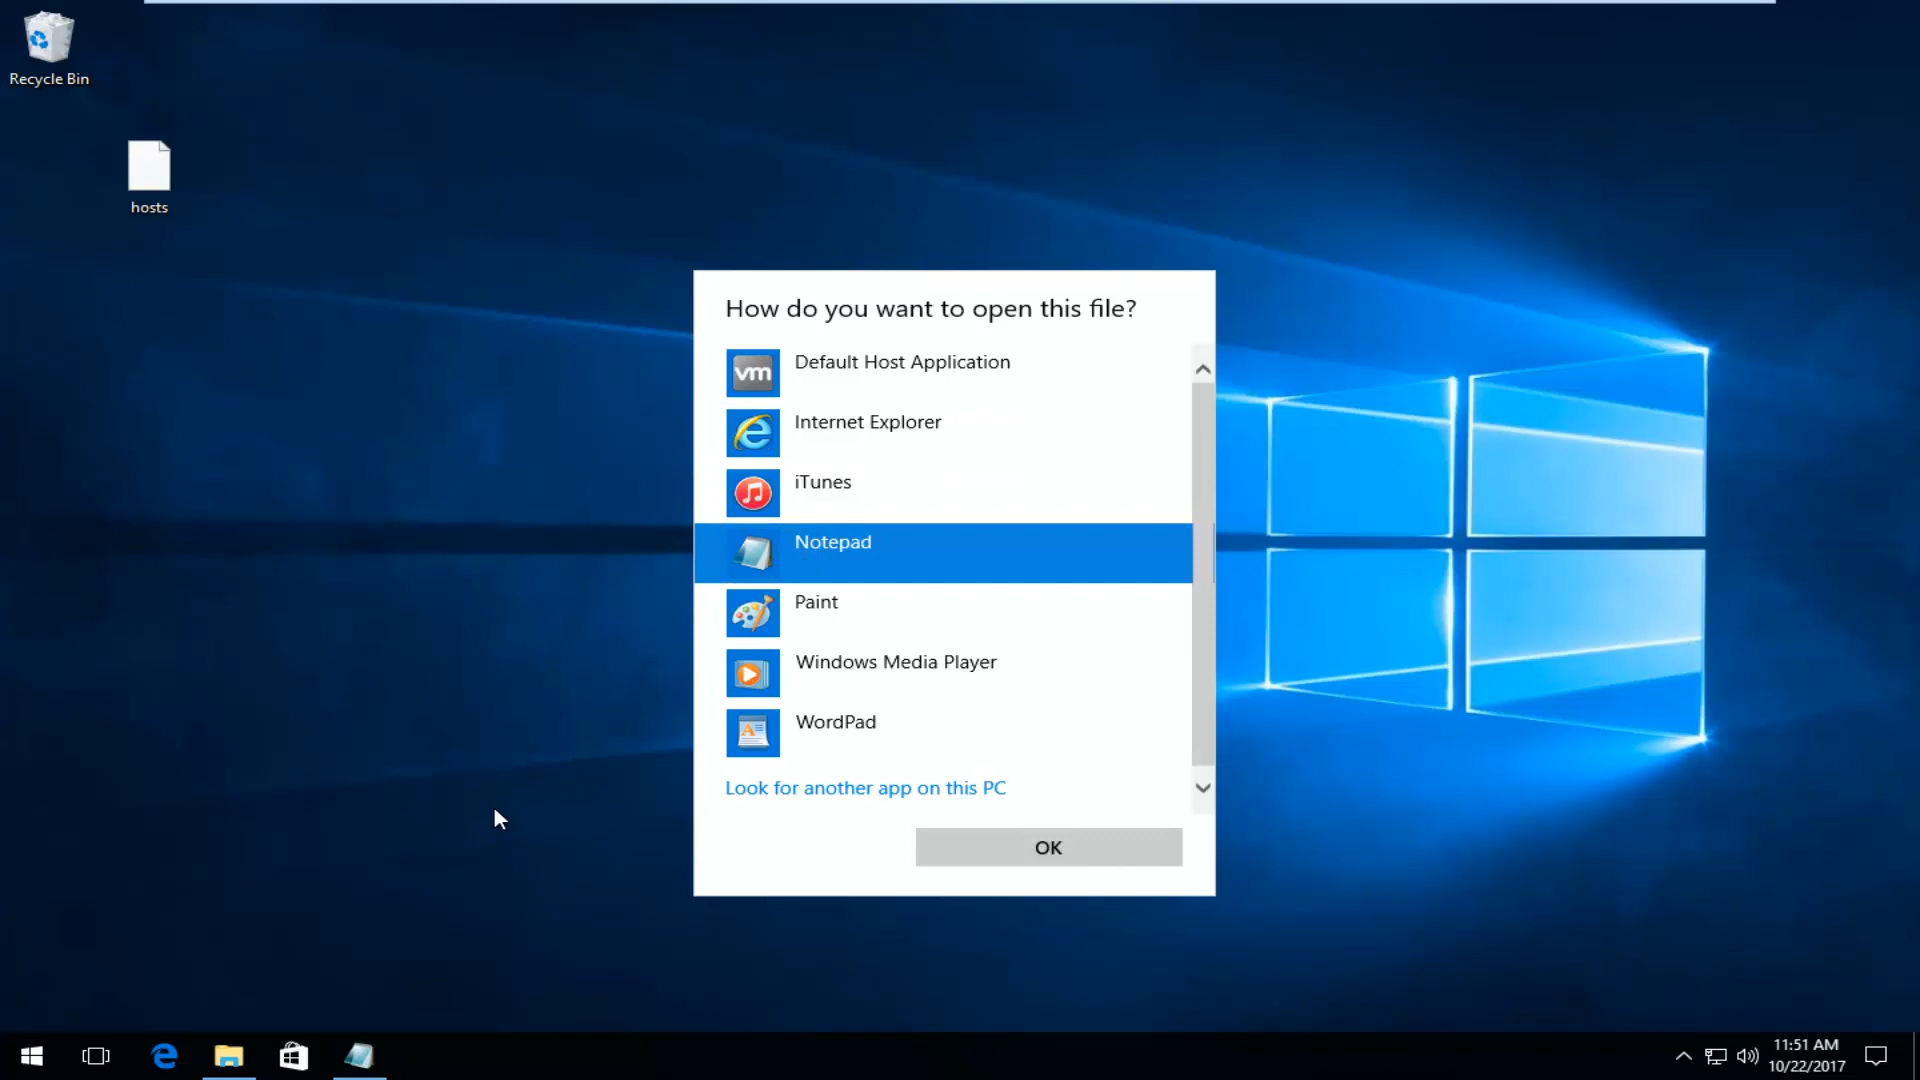 Recycle Bin
hosts
How do you want to open this file?
vm
Default Host Application
Internet Explorer
iTunes
Notepad
Paint
Windows Media Player
A
WordPad
Look for another app on this PC
OK
11:51 AM
10/22/2017